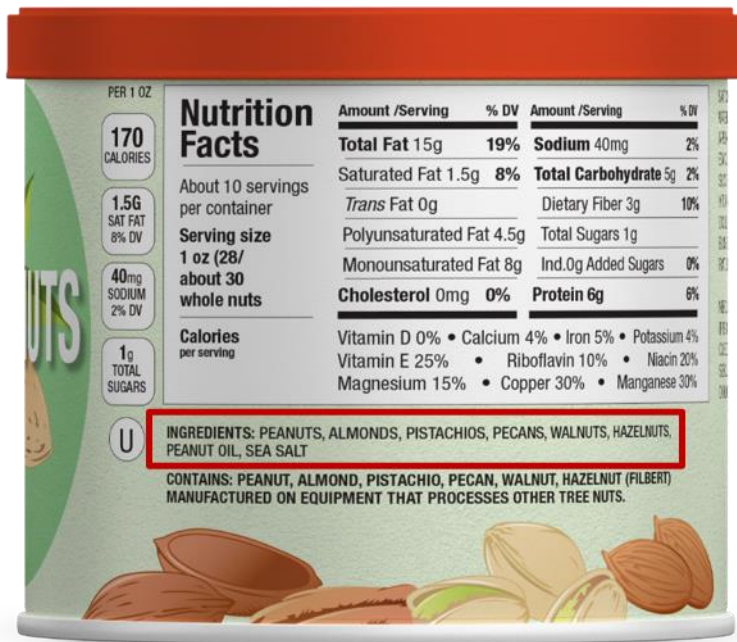 PER 1 OZ
170
CALORIES
1.5G
SAT FAT
8% DV
40mg
SODIUM
2% DV
1g
TOTAL
SUGARS
U
UTS
Nutrition
Facts
About 10 servings
per container
Serving size
1 oz (28/
about 30
whole nuts
Calories
per serving
Amount /Serving % DV
Total Fat 15g 19%
Saturated Fat 1.5g 8%
Trans Fat 0g
Polyunsaturated Fat 4.5g
Monounsaturated Fat 8g
Cholesterol 0mg 0%
Amount /Serving % DV
Sodium 40mg 2%
Total Carbohydrate 5g 2%
Dietary Fiber 3g 10%
Total Sugars 1g
Ind.0g Added Sugars 0%
Protein 6g 6%
Vitamin D 0% • Calcium 4% • Iron 5% • Potassium 4%
Vitamin E 25% • Riboflavin 10% • Niacin 20%
Magnesium 15% • Copper 30% • Manganese 30%
INGREDIENTS: PEANUTS, ALMONDS, PISTACHIOS, PECANS, WALNUTS, HAZELNUTS,
PEANUT OIL, SEA SALT
CONTAINS: PEANUT, ALMOND, PISTACHIO, PECAN, WALNUT, HAZELNUT (FILBERT)
MANUFACTURED ON EQUIPMENT THAT PROCESSES OTHER TREE NUTS.